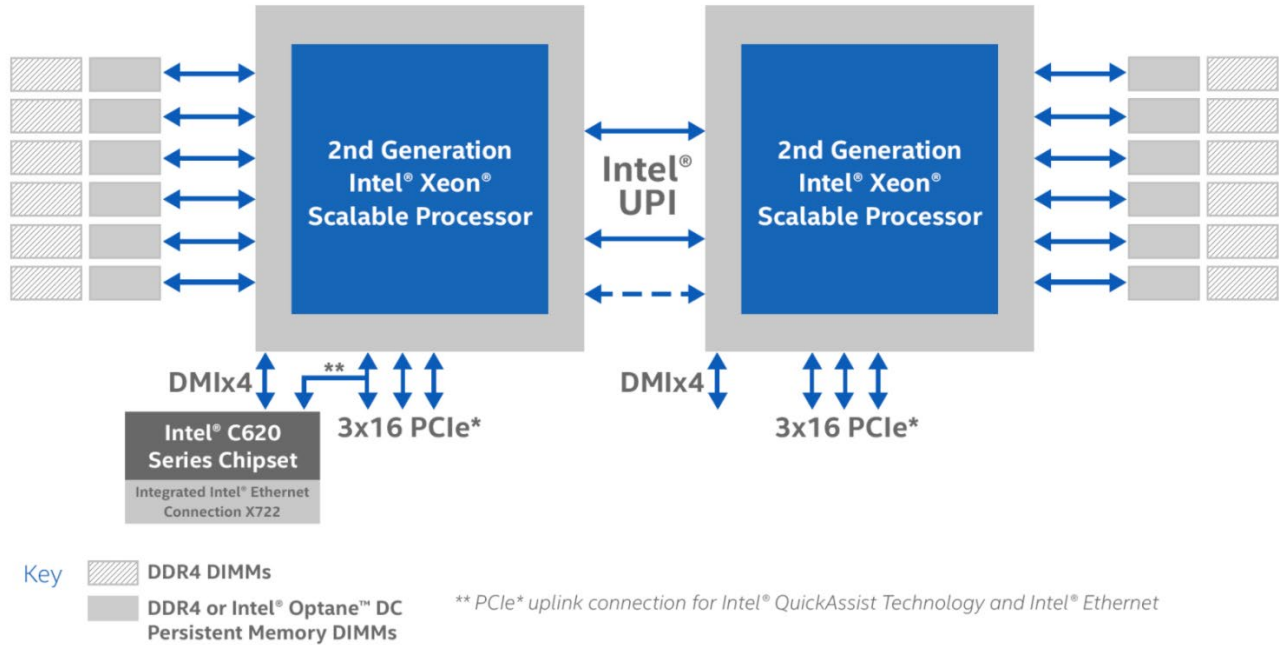 2nd Generation
Intel® Xeon®
Scalable Processor
Intel®
UPI
2nd Generation
Intel® Xeon®
Scalable Processor
DMIx4
**
3x16 PCIe*
DMIx4
3x16 PCIe*
Intel® C620
Series Chipset
Integrated Intel® Ethernet
Connection X722
Key
DDR4 DIMMs
DDR4 or Intel® Optane™ DC
Persistent Memory DIMMs
** PCIe* uplink connection for Intel® QuickAssist Technology and Intel® Ethernet